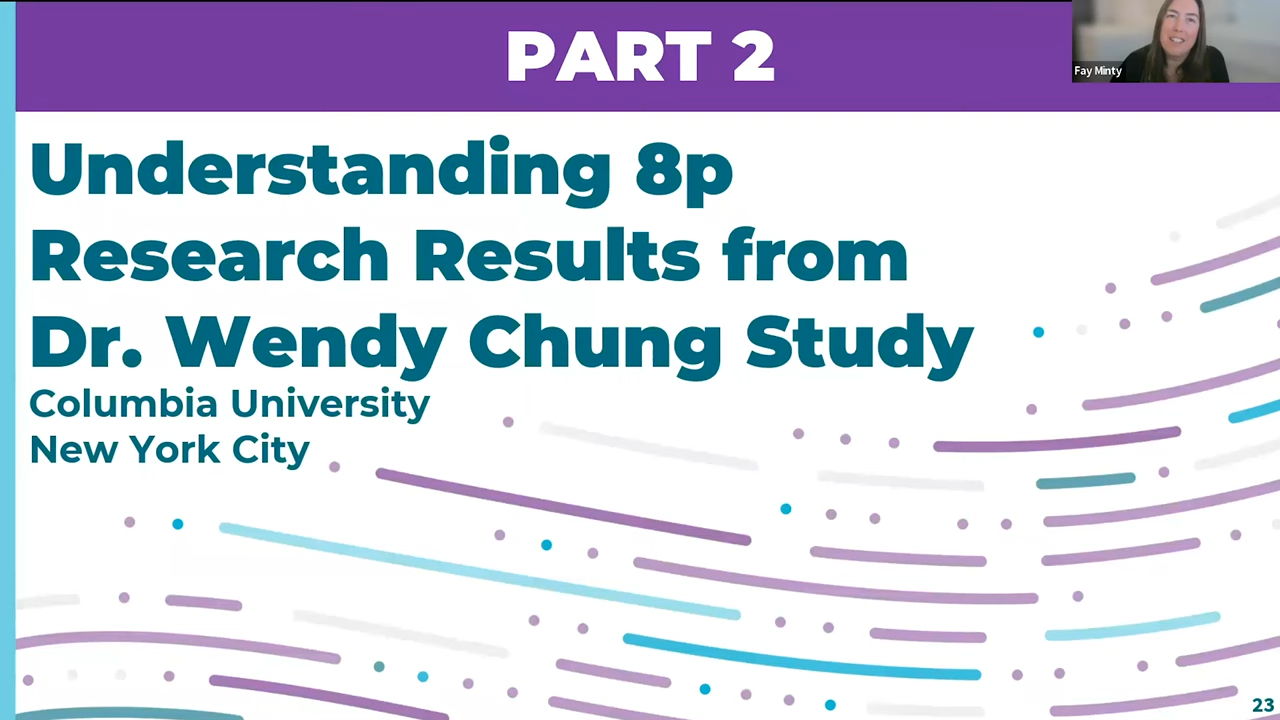 PART 2
Fay Minty
Understanding 8p
Research Results from
Dr. Wendy Chung Study
Columbia University
New York City
23